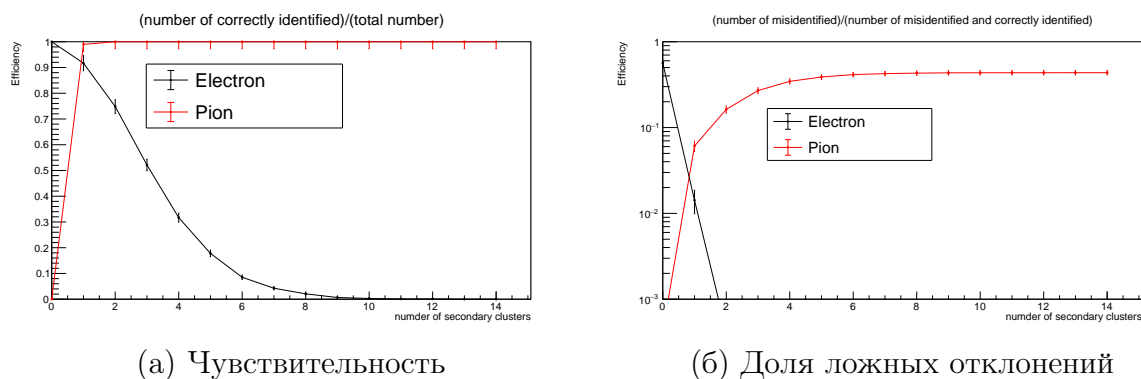 (number of correctly identified)/(total number)
Efficiency
1
0.9
0.8
0.7
0.6
0.5
0.4
0.3
0.2
0.1
0
Electron
Pion
0 2 4 6 8 10 12 14
numder of secondary clusters
(а) Чувствительность
(number of misidentified)/(number of misidentified and correctly identified)
Efficiency
1
10⁻¹
10⁻²
10⁻³
Electron
Pion
0 2 4 6 8 10 12 14
numder of secondary clusters
(б) Доля ложных отклонений